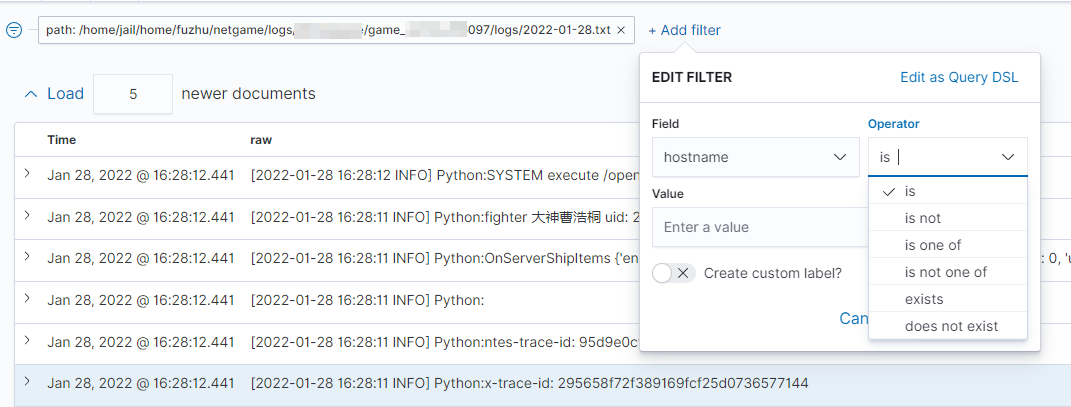 path: /home/jail/home/fuzhu/netgame/logs/ /game_ 097/logs/2022-01-28.txt ×
+ Add filter
EDIT FILTER
Edit as Query DSL
Load 5 newer documents
Field
Operator
hostname
is
Time
raw
Jan 28, 2022 @ 16:28:12.441
[2022-01-28 16:28:12 INFO] Python:SYSTEM execute /open
is
Value
is not
Jan 28, 2022 @ 16:28:12.441
[2022-01-28 16:28:11 INFO] Python:fighter 大神曹浩桐 uid: 2
Enter a value
is one of
Jan 28, 2022 @ 16:28:12.441
[2022-01-28 16:28:11 INFO] Python:OnServerShipItems {'en
: 0, 'u
Create custom label?
is not one of
Jan 28, 2022 @ 16:28:12.441
[2022-01-28 16:28:11 INFO] Python:
exists
Can
does not exist
Jan 28, 2022 @ 16:28:12.441
[2022-01-28 16:28:11 INFO] Python:ntes-trace-id: 95d9e0c
Jan 28, 2022 @ 16:28:12.441
[2022-01-28 16:28:11 INFO] Python:x-trace-id: 295658f72f389169fcf25d0736577144